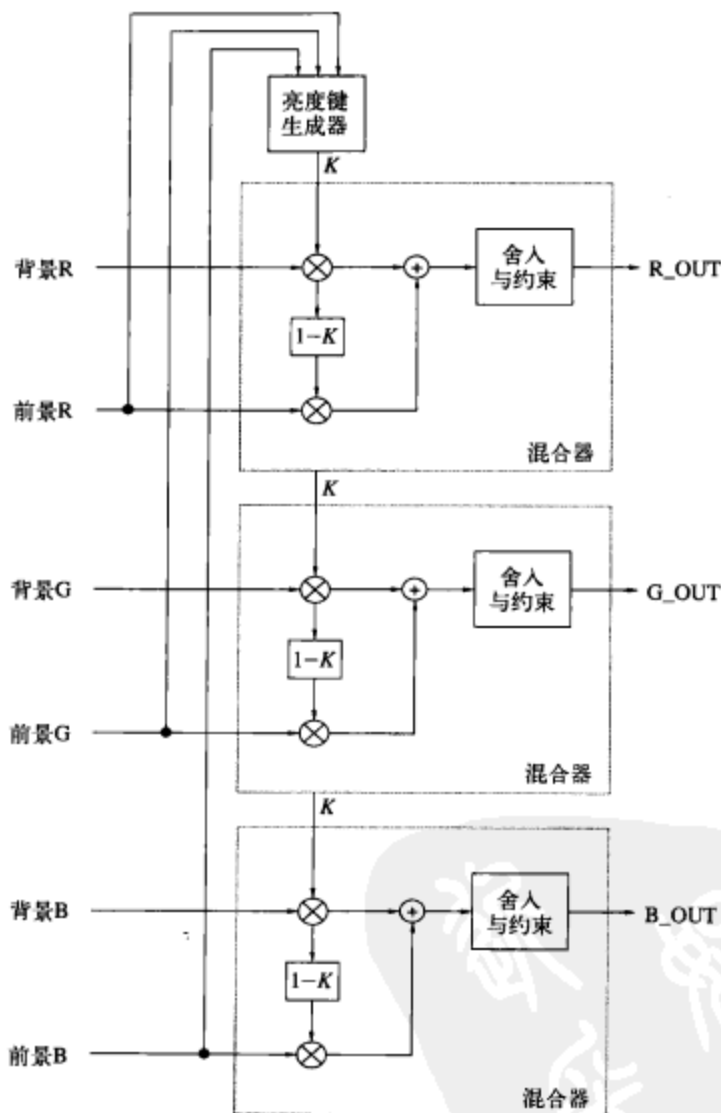 亮度键
生成器
K
背景R
舍入
与约束
R_OUT
1-K
前景R
混合器
K
背景G
舍入
与约束
G_OUT
1-K
前景G
混合器
K
背景B
舍入
与约束
B_OUT
1-K
前景B
混合器